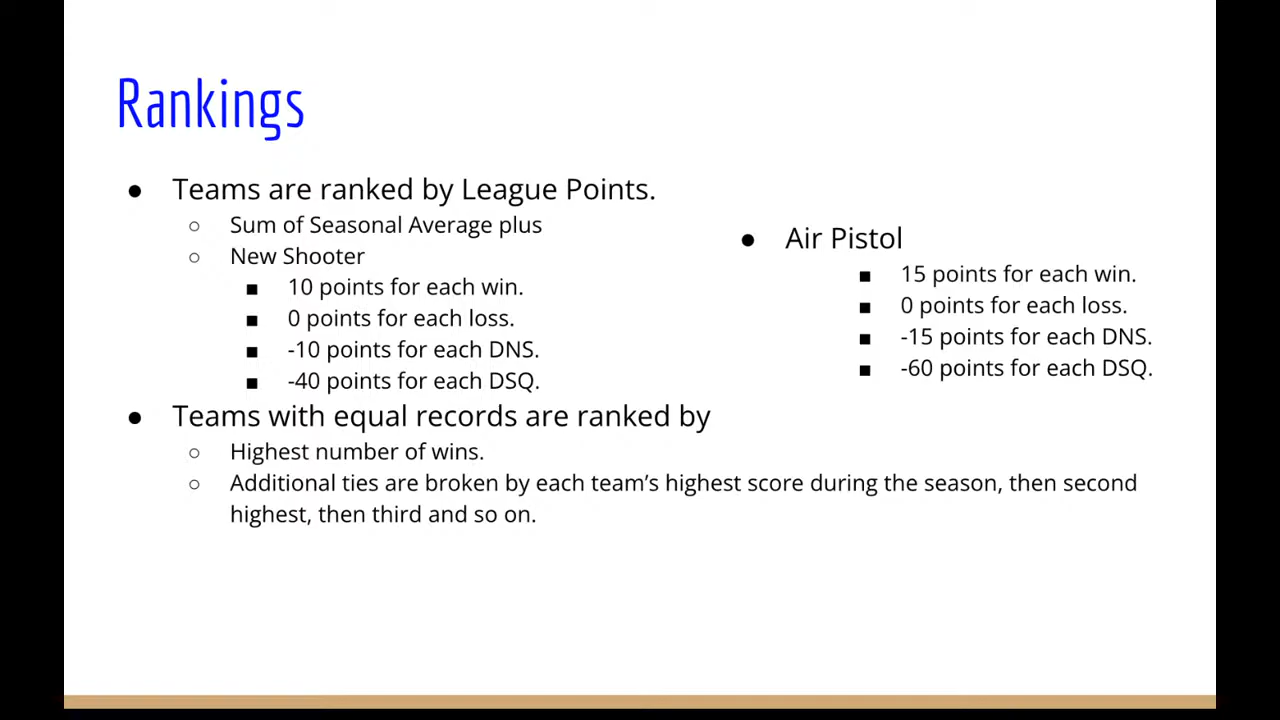 Rankings
● Teams are ranked by League Points.
○ Sum of Seasonal Average plus
○ New Shooter
■ 10 points for each win.
■ 0 points for each loss.
■ -10 points for each DNS.
■ -40 points for each DSQ.
● Air Pistol
■ 15 points for each win.
■ 0 points for each loss.
■ -15 points for each DNS.
■ -60 points for each DSQ.
● Teams with equal records are ranked by
○ Highest number of wins.
○ Additional ties are broken by each team’s highest score during the season, then second
highest, then third and so on.